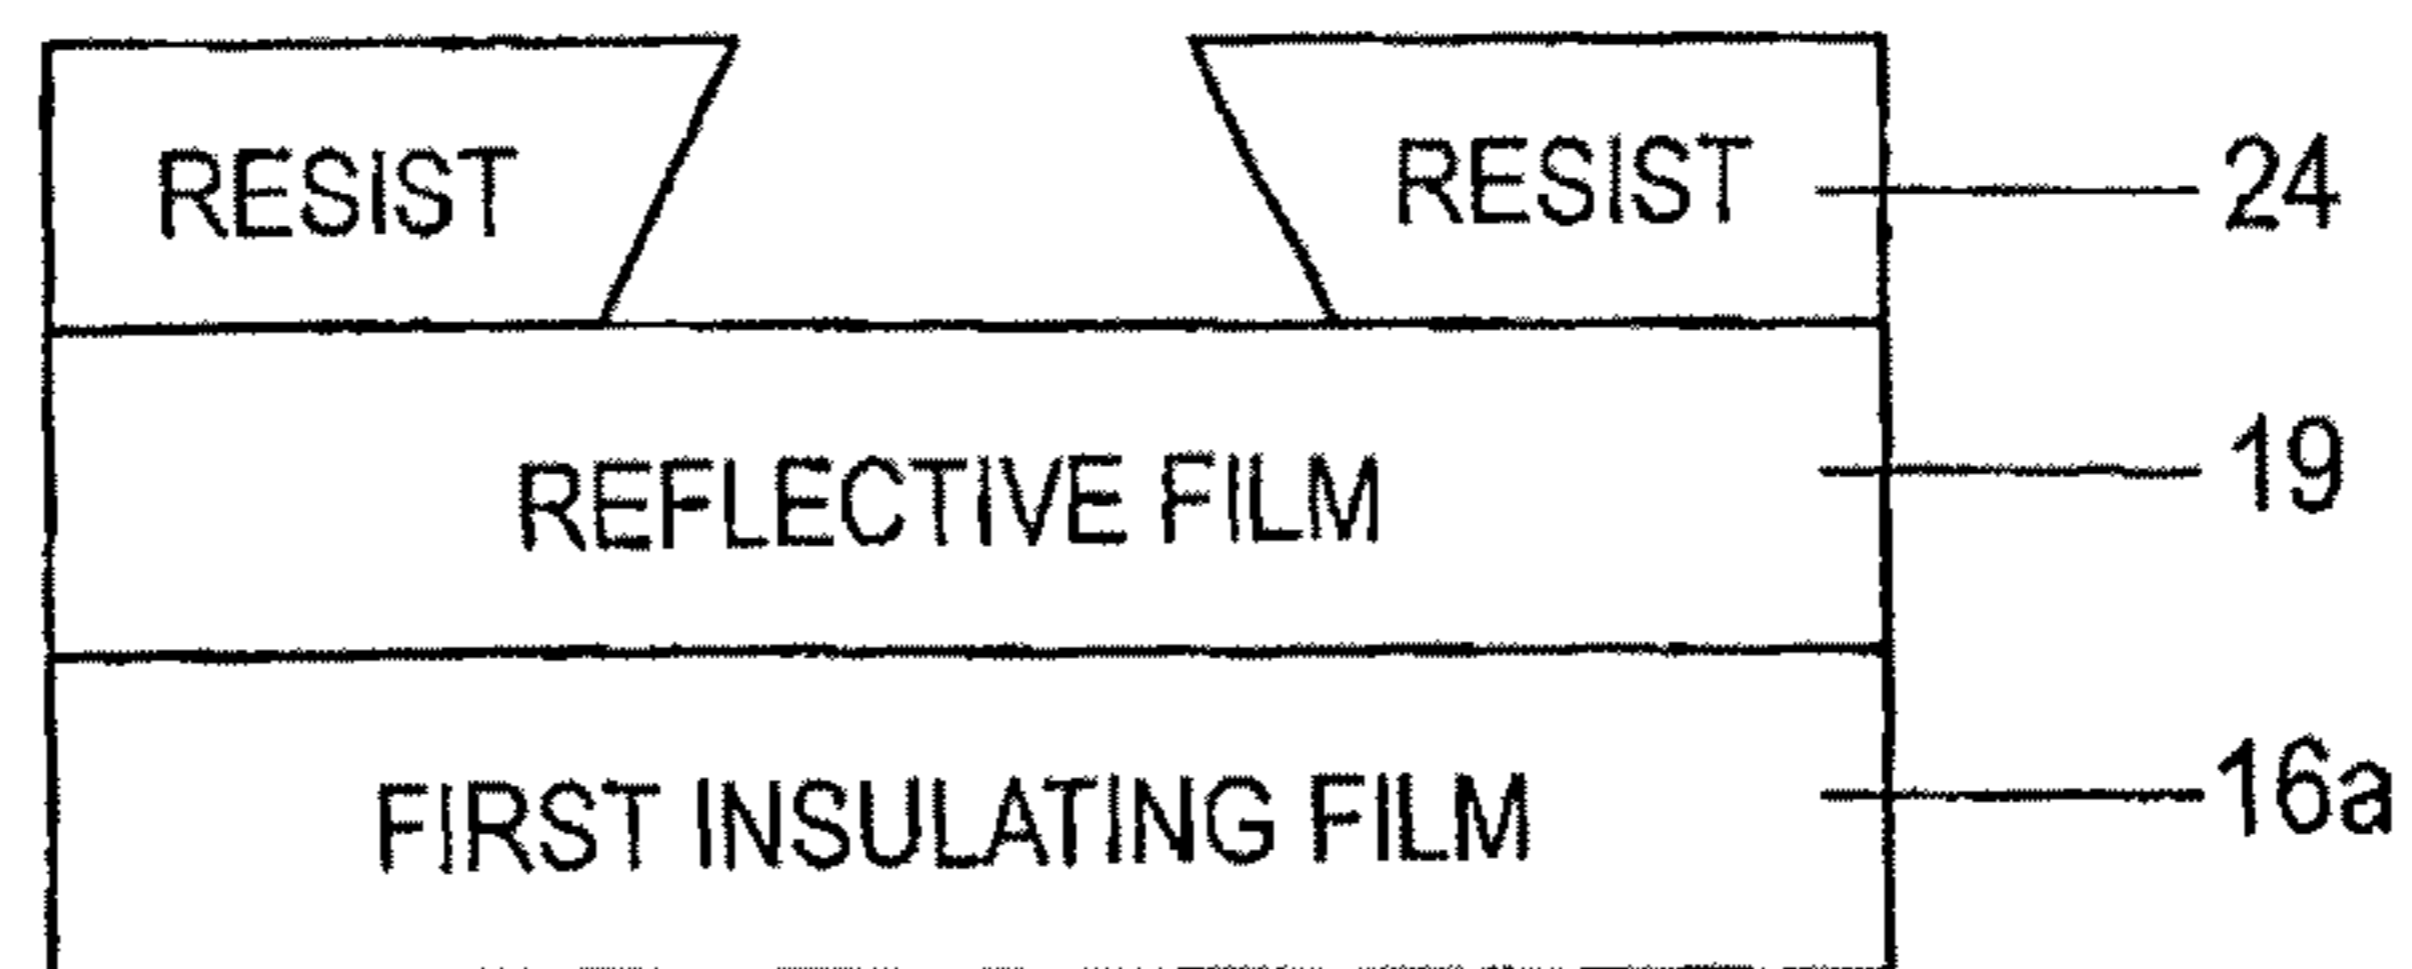 RESIST RESIST 24
REFLECTIVE FILM 19
FIRST INSULATING FILM 16a